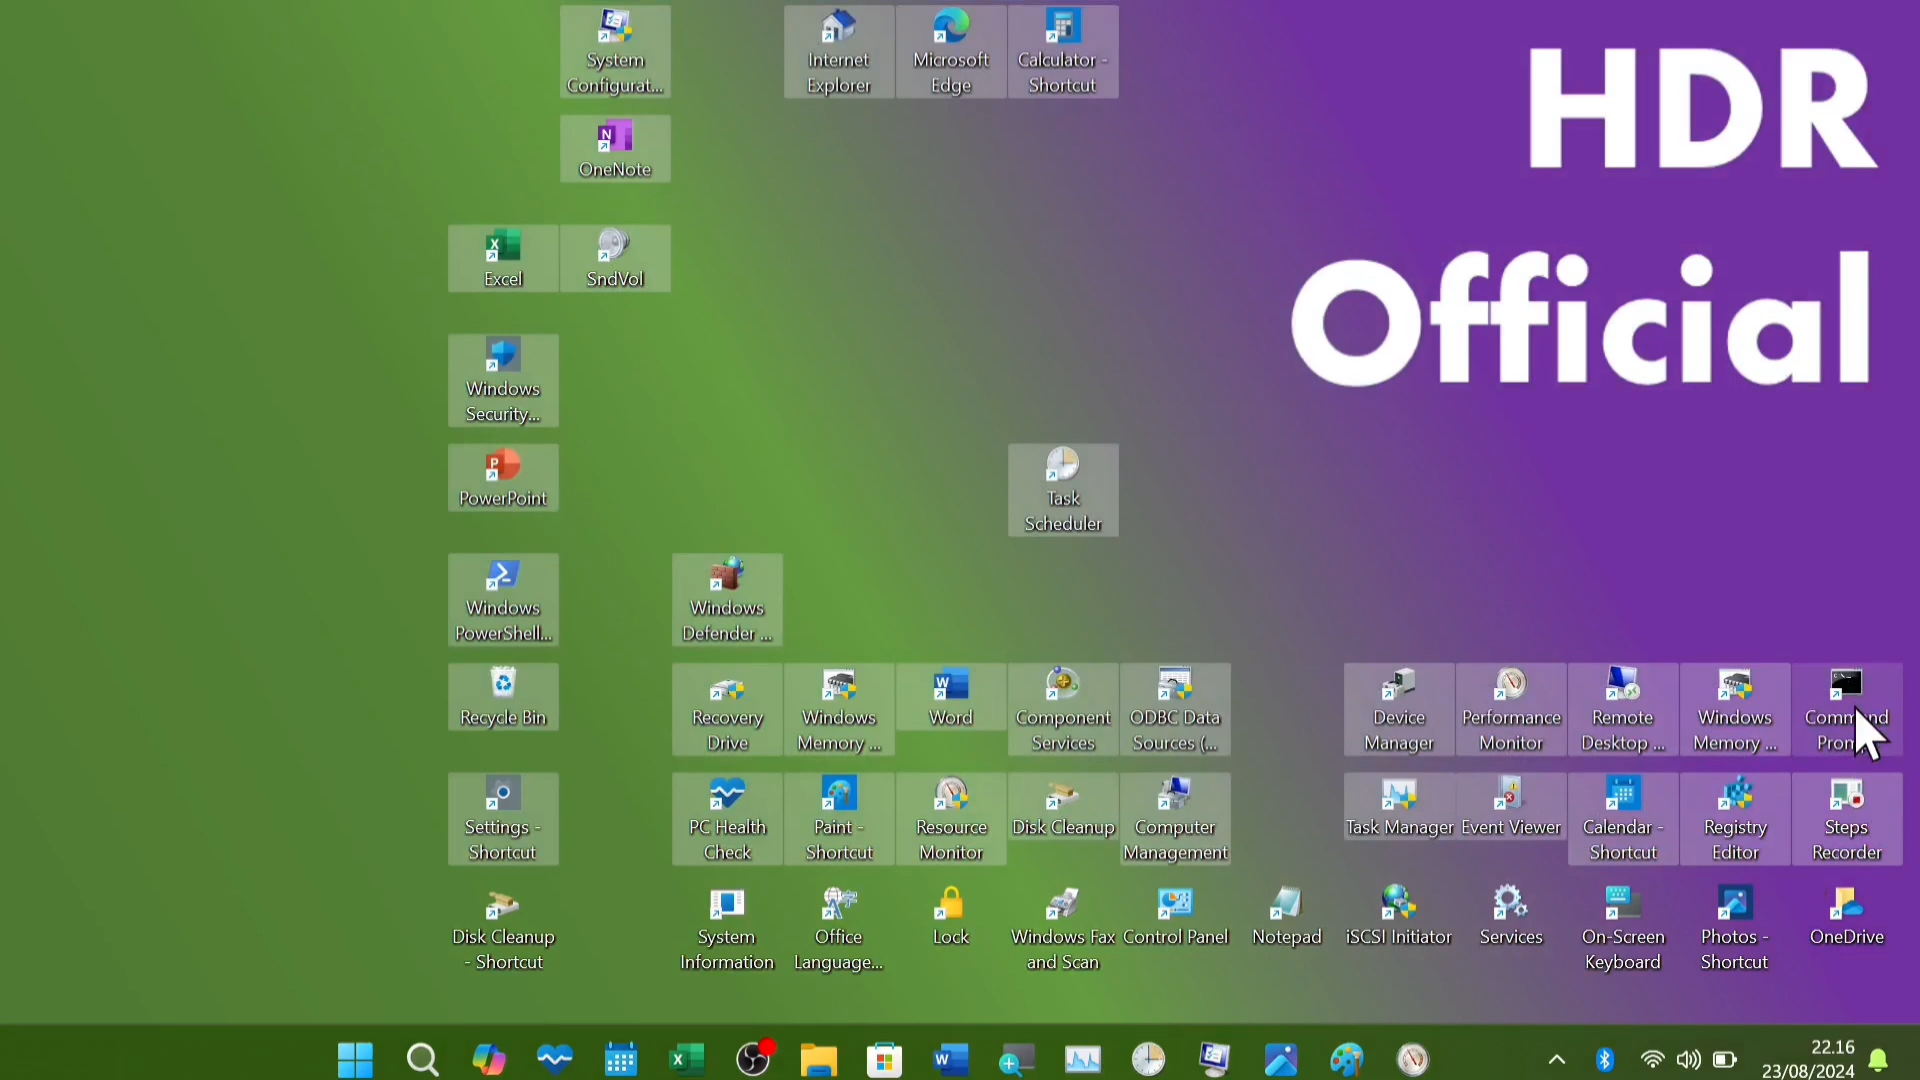 HDR
Official
System
Configurat...
Internet
Explorer
Microsoft
Edge
Calculator -
Shortcut
OneNote
Excel
SndVol
Windows
Security...
PowerPoint
Task
Scheduler
Windows
PowerShell...
Windows
Defender ...
Recycle Bin
Recovery
Drive
Windows
Memory ...
Word
Component
Services
ODBC Data
Sources (...
Device
Manager
Performance
Monitor
Remote
Desktop ...
Windows
Memory ...
Command
Settings -
Shortcut
PC Health
Check
Paint -
Shortcut
Resource
Monitor
Disk Cleanup
Computer
Management
Task Manager
Event Viewer
Calendar -
Shortcut
Registry
Editor
Steps
Recorder
Disk Cleanup
- Shortcut
System
Information
Office
Language...
Lock
Windows Fax
and Scan
Control Panel
Notepad
iSCSI Initiator
Services
On-Screen
Keyboard
Photos -
Shortcut
OneDrive
22.16
23/08/2024